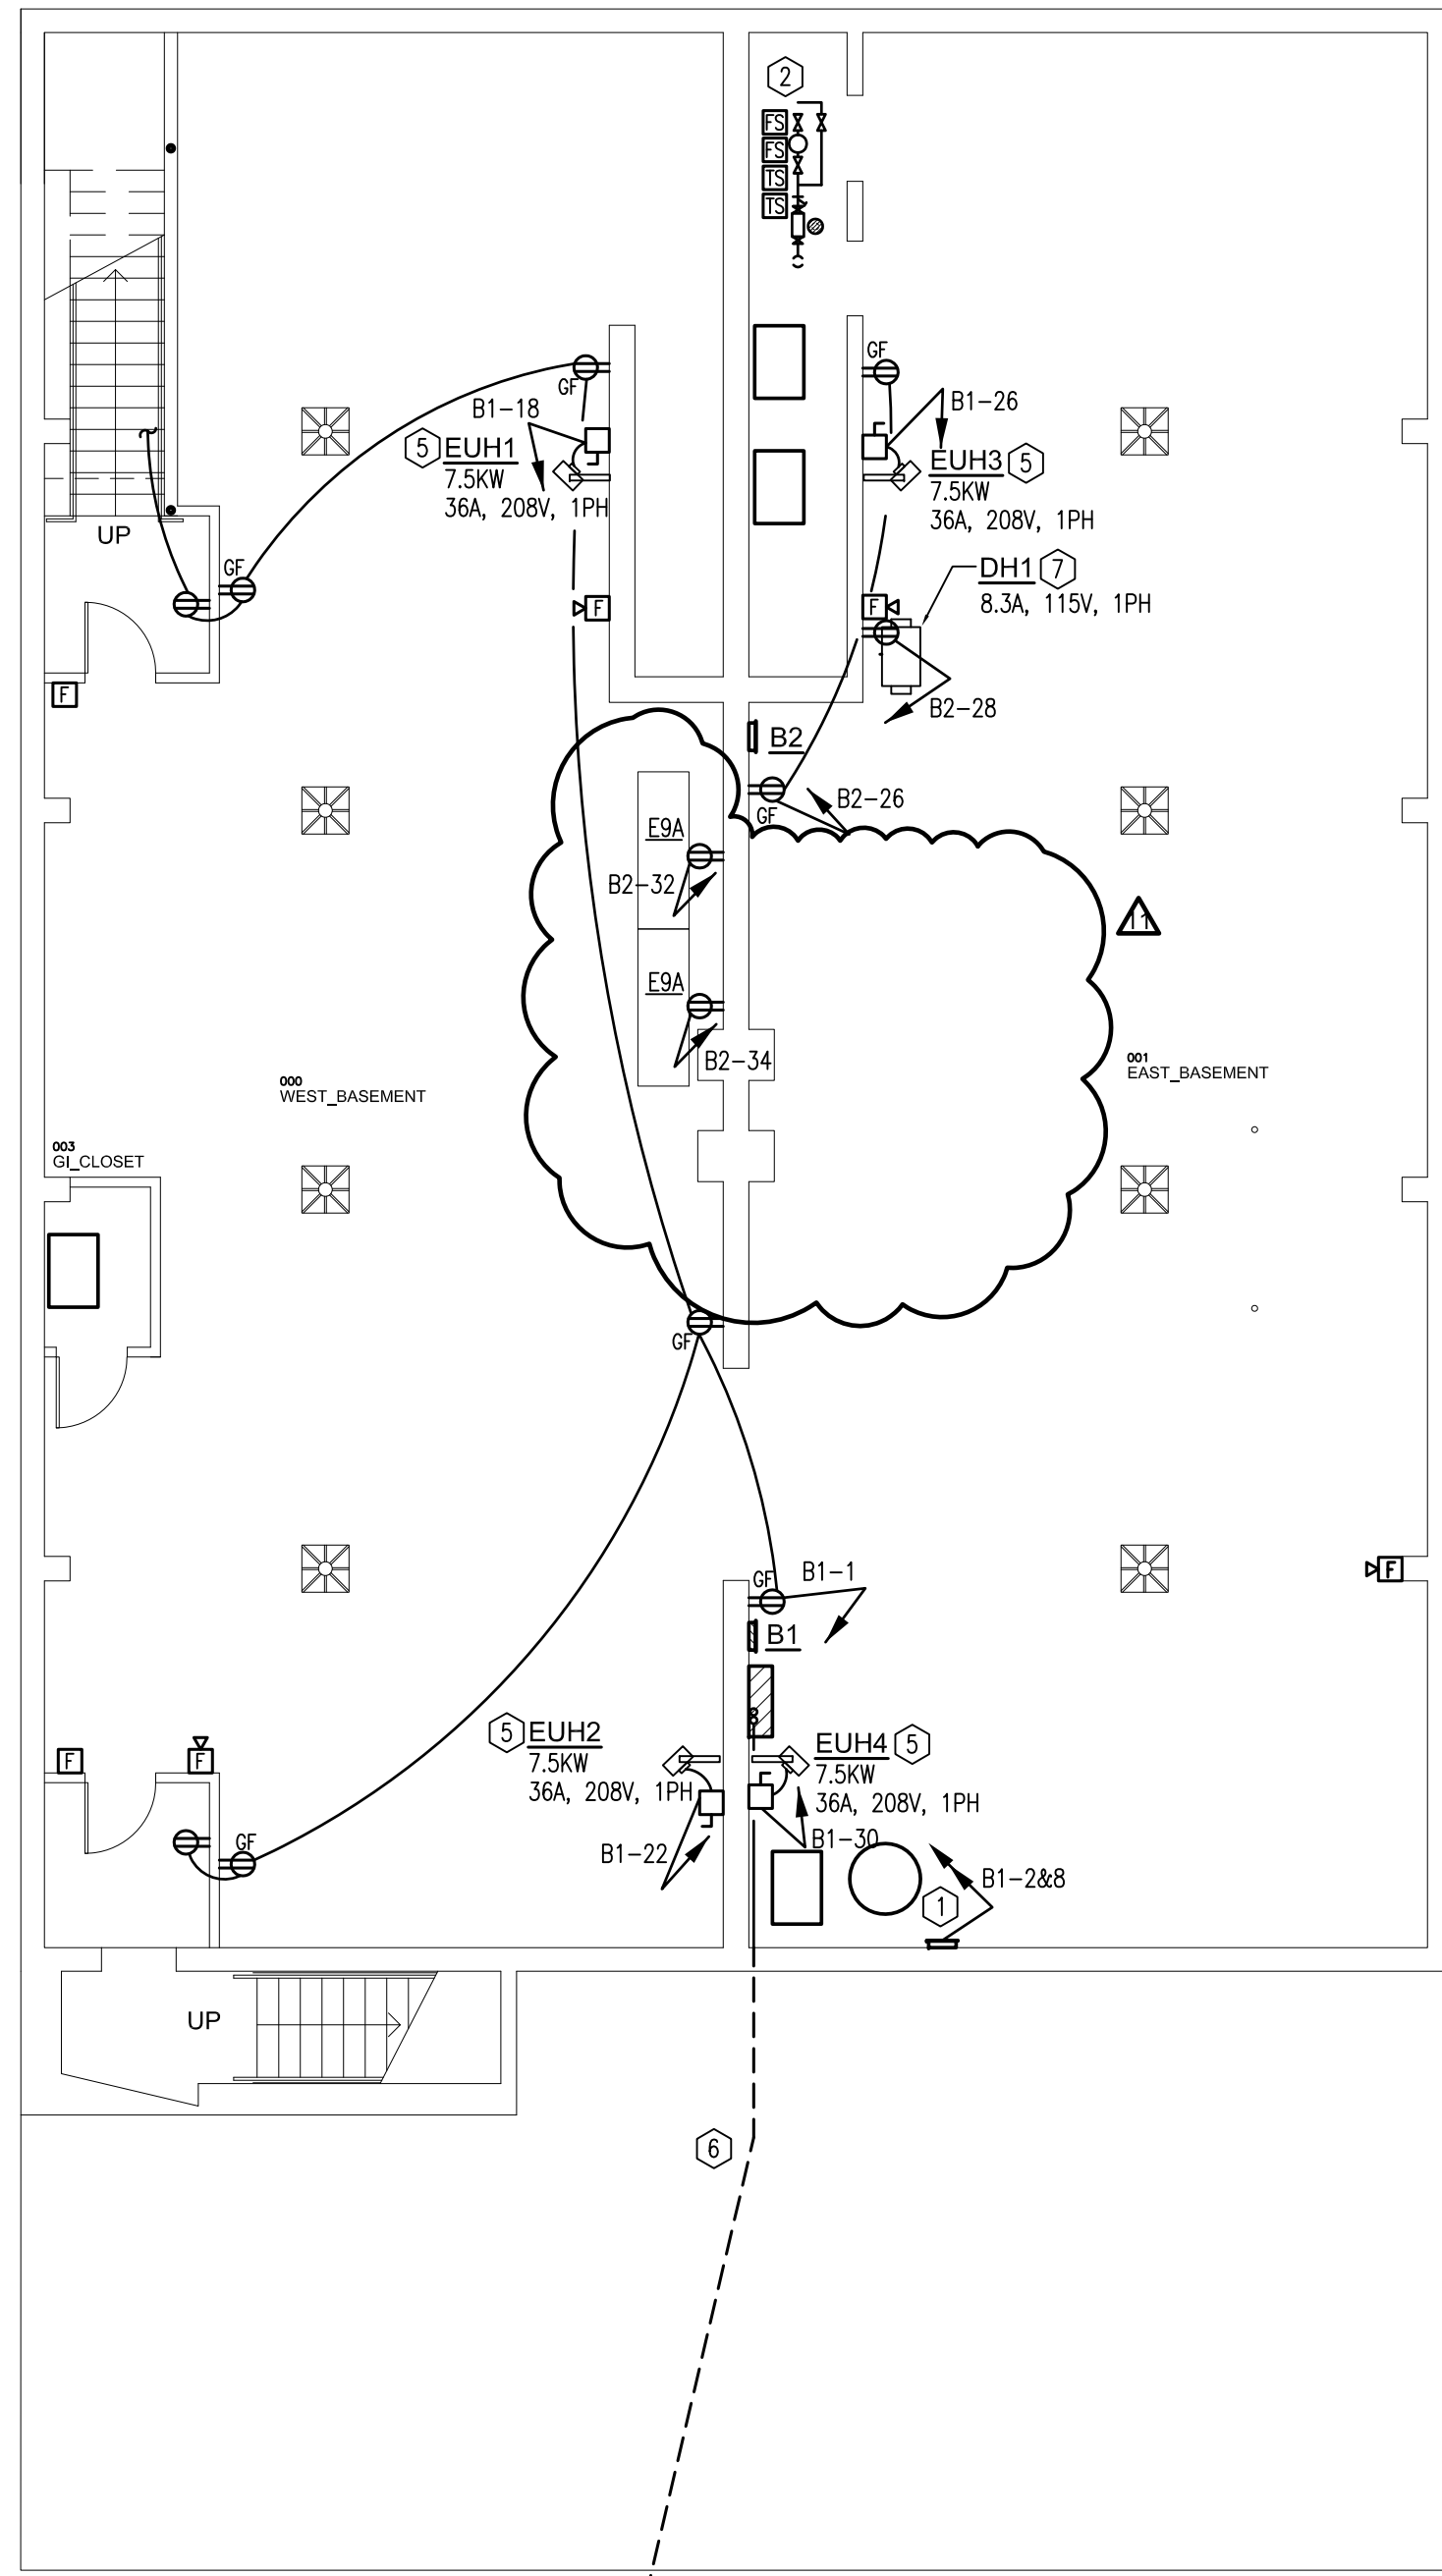 2
FS
FS
TS
TS
GF
GF
B1-18
B1-26
5
EUH1
7.5KW
36A, 208V, 1PH
EUH3
5
7.5KW
36A, 208V, 1PH
UP
GF
DH1
7
8.3A, 115V, 1PH
F
F
F
B2-28
B2
B2-26
GF
E9A
B2-32
11
E9A
B2-34
001
EAST_BASEMENT
000
WEST_BASEMENT
003
GI_CLOSET
GF
GF
B1-1
F
B1
5
EUH2
7.5KW
36A, 208V, 1PH
EUH4
5
7.5KW
36A, 208V, 1PH
F
F
GF
B1-22
B1-30
B1-2&8
1
UP
6